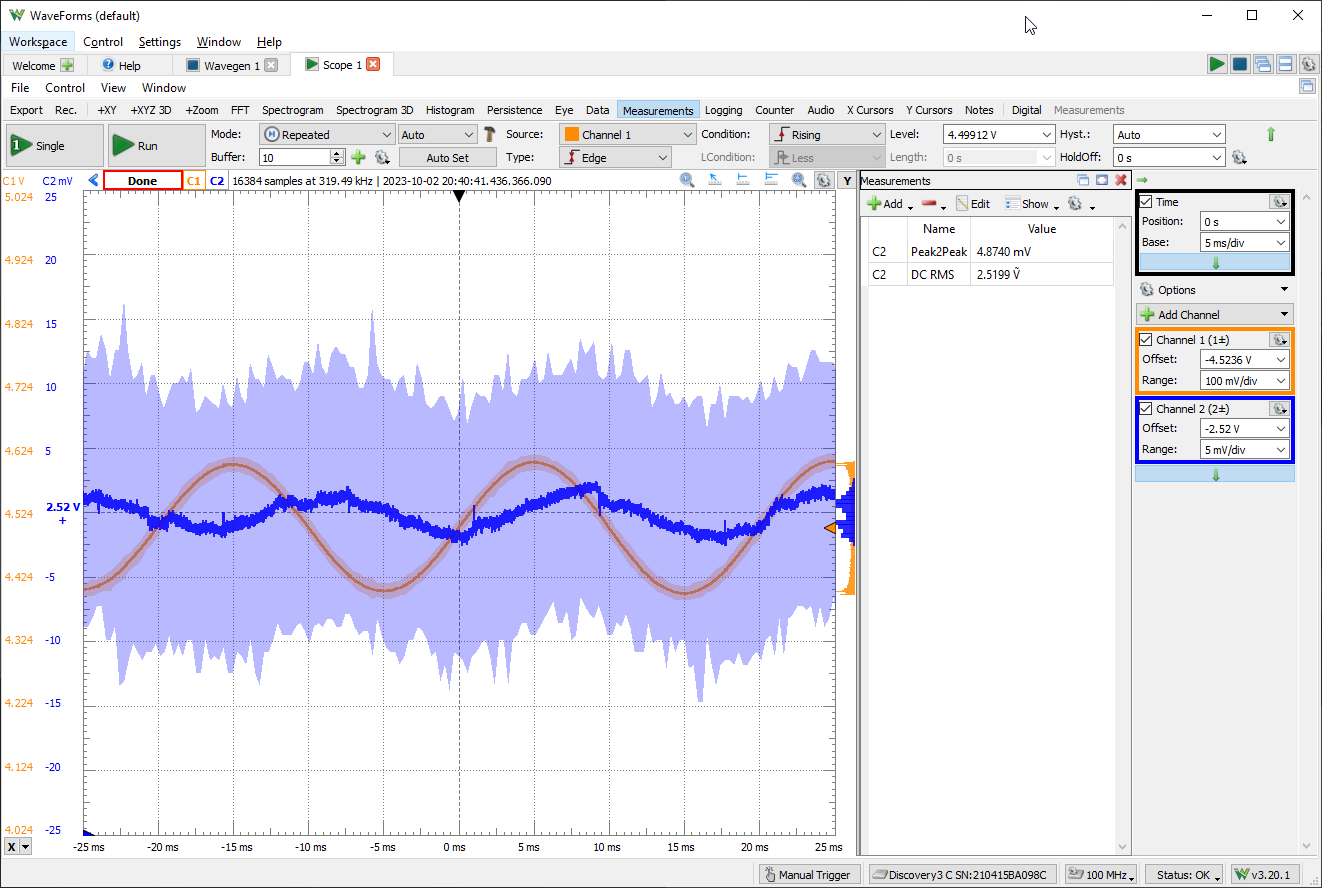 WaveForms (default)
Workspace Control Settings Window Help
Welcome Help Wavegen 1 Scope 1
File Control View Window
Export Rec. +XY +XYZ 3D +Zoom FFT Spectrogram Spectrogram 3D Histogram Persistence Eye Data Measurements Logging Counter Audio X Cursors Y Cursors Notes Digital Measurements
1 Single Run Mode: Repeated Auto Source: Channel 1 Condition: Rising Level: 4.49912 V Hyst.: Auto
Buffer: 10 Auto Set Type: Edge LCondition: Less Length: 0 s HoldOff: 0 s
C1 V C2 mV Done C1 C2 16384 samples at 319.49 kHz | 2023-10-02 20:40:41.436.366.090 Y
5.024 25
4.924 20
4.824 15
4.724 10
4.624 5
2.52 V
4.524 +
4.424 -5
4.324 -10
4.224 -15
4.124 -20
4.024 -25
X -25 ms -20 ms -15 ms -10 ms -5 ms 0 ms 5 ms 10 ms 15 ms 20 ms 25 ms
Measurements
Add Edit Show
Name Value
C2 Peak2Peak 4.8740 mV
C2 DC RMS 2.5199 Ṽ
Time
Position: 0 s
Base: 5 ms/div
Options
Add Channel
Channel 1 (1±)
Offset: -4.5236 V
Range: 100 mV/div
Channel 2 (2±)
Offset: -2.52 V
Range: 5 mV/div
Manual Trigger Discovery3 C SN:210415BA098C 100 MHz Status: OK v3.20.1